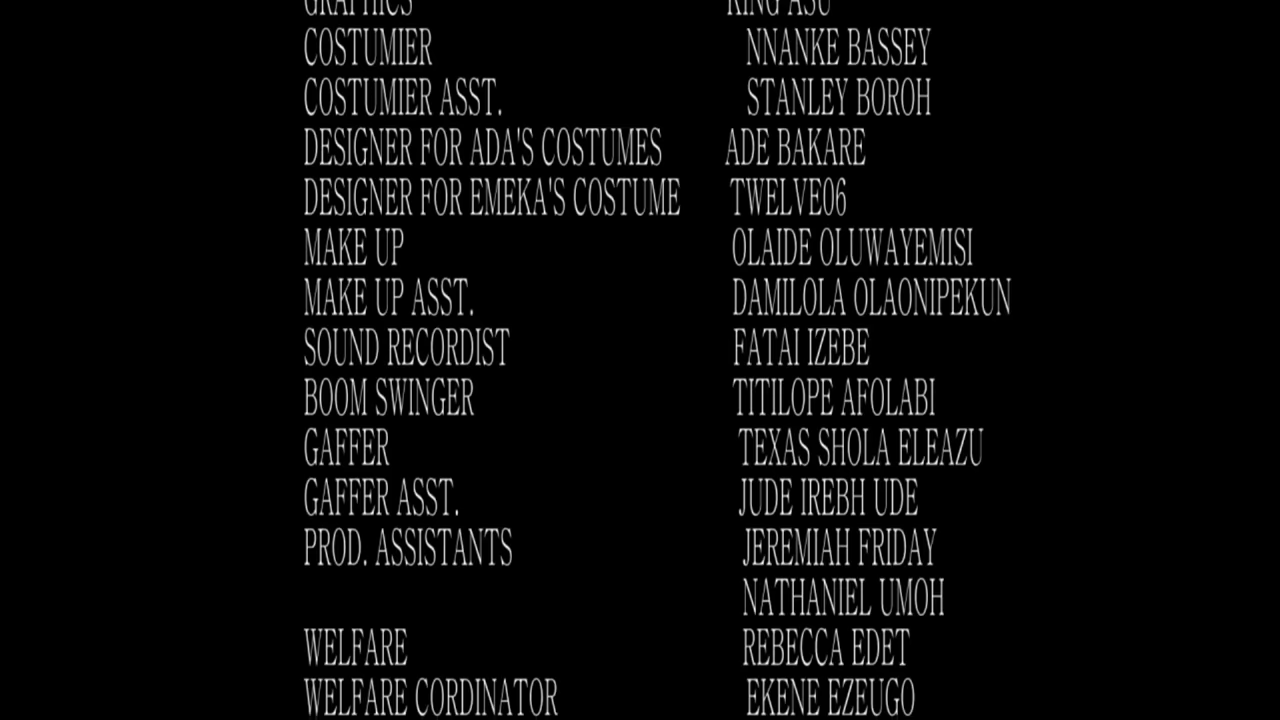 GRAPHICS KING ASU
COSTUMIER NNANKE BASSEY
COSTUMIER ASST. STANLEY BOROH
DESIGNER FOR ADA'S COSTUMES ADE BAKARE
DESIGNER FOR EMEKA'S COSTUME TWELVE06
MAKE UP OLAIDE OLUWAYEMISI
MAKE UP ASST. DAMILOLA OLAONIPEKUN
SOUND RECORDIST FATAI IZEBE
BOOM SWINGER TITILOPE AFOLABI
GAFFER TEXAS SHOLA ELEAZU
GAFFER ASST. JUDE IREBH UDE
PROD. ASSISTANTS JEREMIAH FRIDAY
NATHANIEL UMOH
WELFARE REBECCA EDET
WELFARE CORDINATOR EKENE EZEUGO